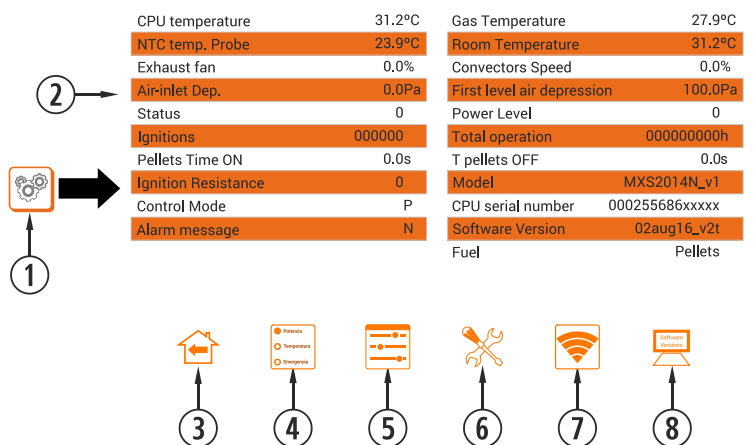 CPU temperature 31.2ºC
NTC temp. Probe 23.9ºC
Exhaust fan 0.0%
Air-inlet Dep. 0.0Pa
Status 0
Ignitions 000000
Pellets Time ON 0.0s
Ignition Resistance 0
Control Mode P
Alarm message N
Gas Temperature 27.9ºC
Room Temperature 31.2ºC
Convectors Speed 0.0%
First level air depression 100.0Pa
Power Level 0
Total operation 000000000h
T pellets OFF 0.0s
Model MXS2014N_v1
CPU serial number 000255686xxxxx
Software Version 02aug16_v2t
Fuel Pellets
2
1
Potencia
Temperatura
Emergencia
Software
Versions
3 4 5 6 7 8